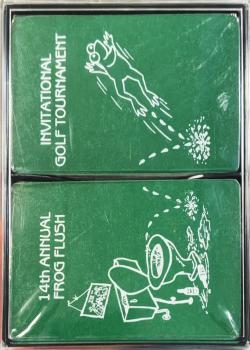 INVITATIONAL
GOLF TOURNAMENT
14th ANNUAL
FROG FLUSH